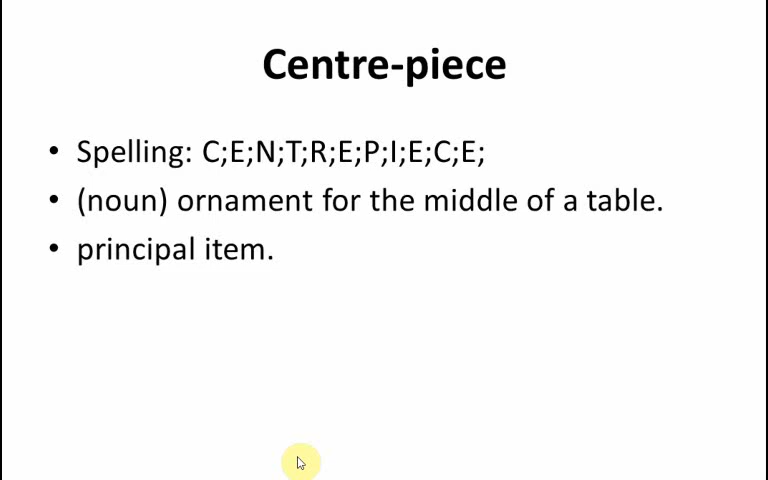 Centre-piece
• Spelling: C;E;N;T;R;E;P;I;E;C;E;
• (noun) ornament for the middle of a table.
• principal item.